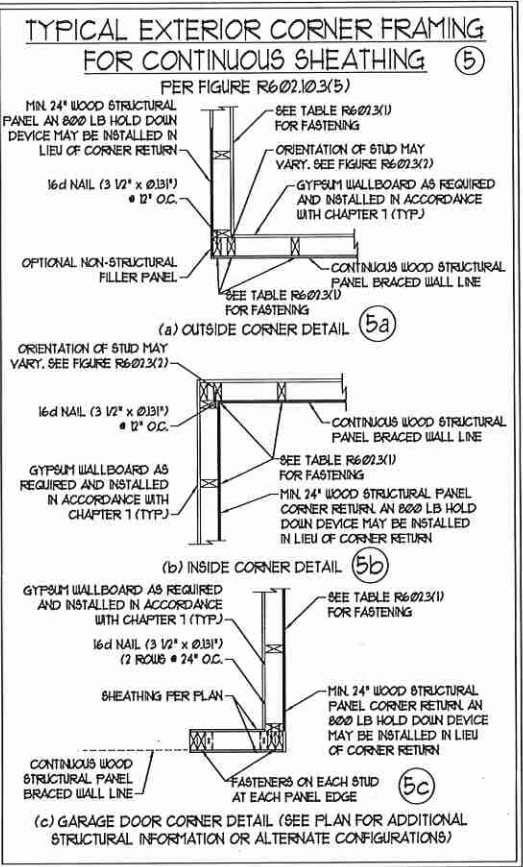 TYPICAL EXTERIOR CORNER FRAMING
FOR CONTINUOUS SHEATHING 5
PER FIGURE R602.10.3(5)
MIN. 24" WOOD STRUCTURAL
PANEL AN 800 LB HOLD DOWN
DEVICE MAY BE INSTALLED IN
LIEU OF CORNER RETURN
SEE TABLE R602.3(1)
FOR FASTENING
ORIENTATION OF STUD MAY
VARY. SEE FIGURE R602.3(2)
16d NAIL (3 1/2" x Ø.131")
@ 12" O.C.
GYPSUM WALLBOARD AS REQUIRED
AND INSTALLED IN ACCORDANCE
WITH CHAPTER 7 (TYP.)
OPTIONAL NON-STRUCTURAL
FILLER PANEL
CONTINUOUS WOOD STRUCTURAL
PANEL BRACED WALL LINE
SEE TABLE R602.3(1)
FOR FASTENING
(a) OUTSIDE CORNER DETAIL 5a
ORIENTATION OF STUD MAY
VARY. SEE FIGURE R602.3(2)
16d NAIL (3 1/2" x Ø.131")
@ 12" O.C.
CONTINUOUS WOOD STRUCTURAL
PANEL BRACED WALL LINE
GYPSUM WALLBOARD AS
REQUIRED AND INSTALLED
IN ACCORDANCE WITH
CHAPTER 7 (TYP.)
SEE TABLE R602.3(1)
FOR FASTENING
MIN. 24" WOOD STRUCTURAL PANEL
CORNER RETURN. AN 800 LB HOLD
DOWN DEVICE MAY BE INSTALLED
IN LIEU OF CORNER RETURN
(b) INSIDE CORNER DETAIL 5b
GYPSUM WALLBOARD AS REQUIRED
AND INSTALLED IN ACCORDANCE
WITH CHAPTER 7 (TYP.)
SEE TABLE R602.3(1)
FOR FASTENING
16d NAIL (3 1/2" x Ø.131")
(2 ROWS @ 24" O.C.
SHEATHING PER PLAN
MIN. 24" WOOD STRUCTURAL
PANEL CORNER RETURN. AN
800 LB HOLD DOWN DEVICE
MAY BE INSTALLED IN LIEU
OF CORNER RETURN
CONTINUOUS WOOD
STRUCTURAL PANEL
BRACED WALL LINE
FASTENERS ON EACH STUD
AT EACH PANEL EDGE
5c
(c) GARAGE DOOR CORNER DETAIL (SEE PLAN FOR ADDITIONAL
STRUCTURAL INFORMATION OR ALTERNATE CONFIGURATIONS)